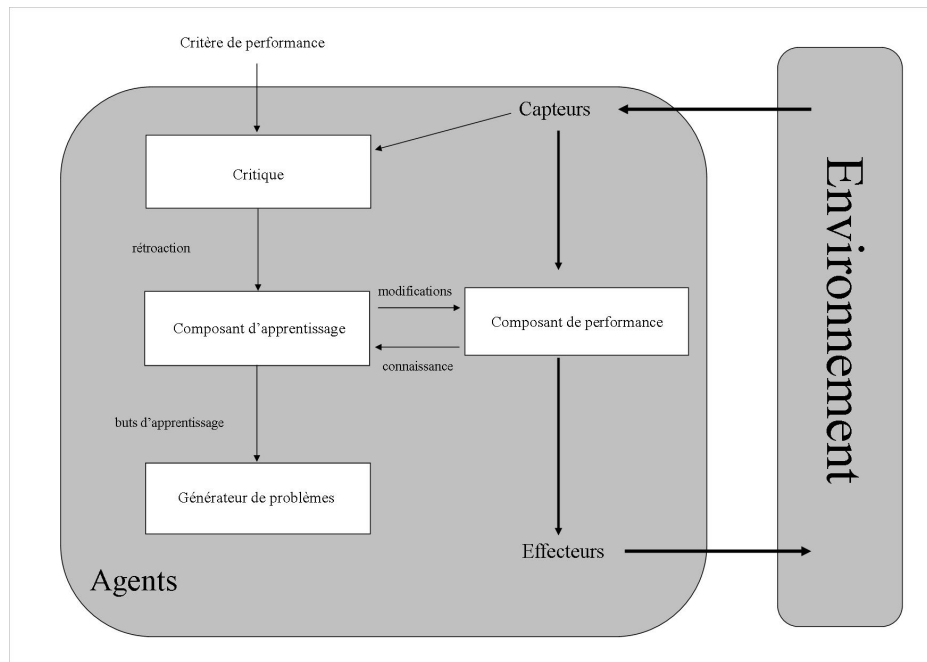 Critère de performance
Capteurs
Critique
rétroaction
modifications
Composant d'apprentissage
Composant de performance
connaissance
buts d'apprentissage
Générateur de problèmes
Effecteurs
Agents
Environnement